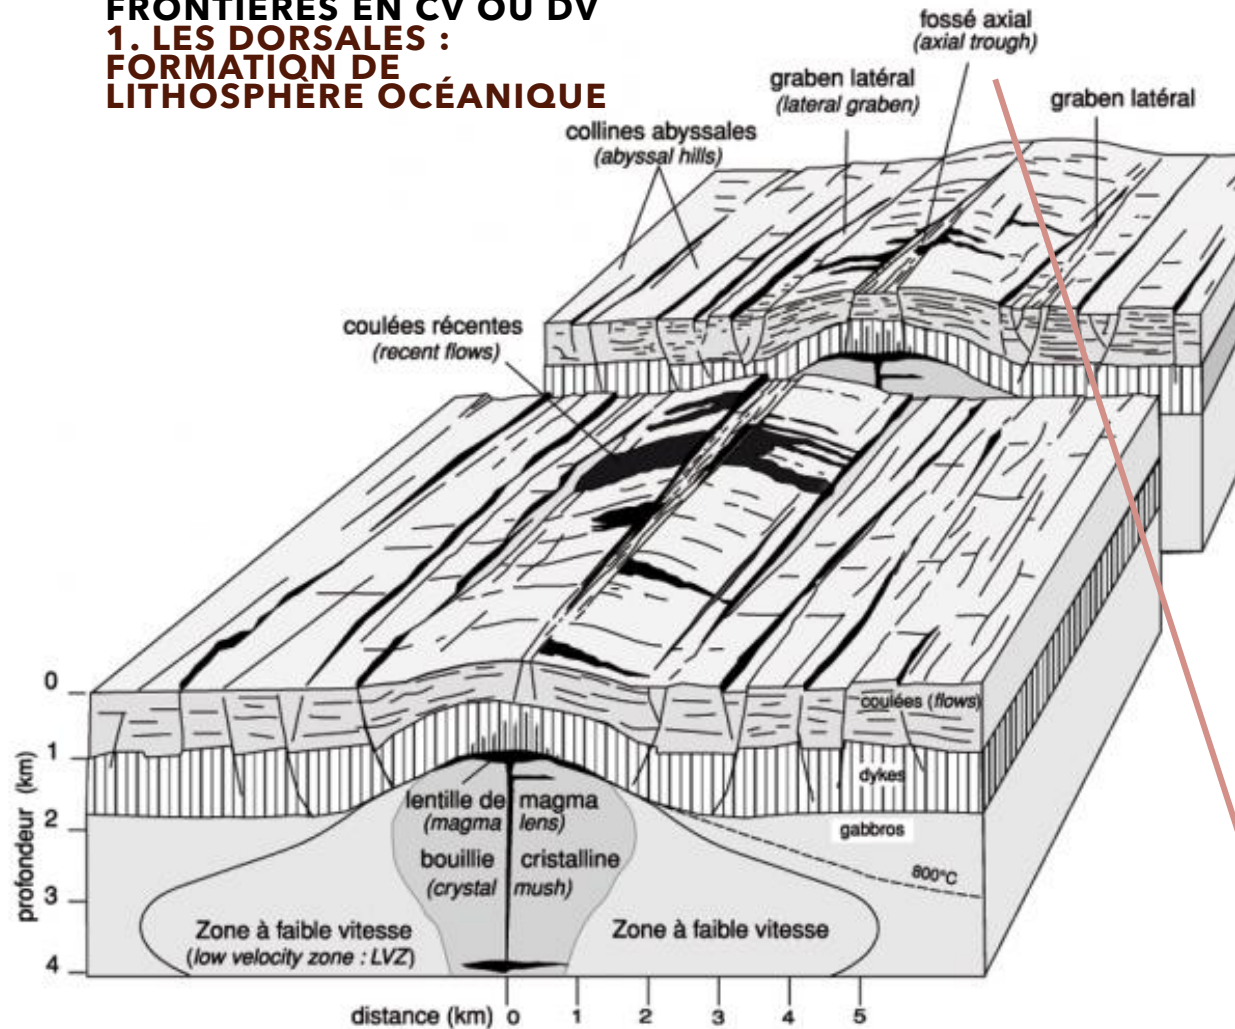 FRONTIÈRES EN CV OU DV
1. LES DORSALES :
FORMATION DE
LITHOSPHÈRE OCÉANIQUE
fossé axial
(axial trough)
graben latéral
(lateral graben)
graben latéral
collines abyssales
(abyssal hills)
coulées récentes
(recent flows)
coulées (flows)
dykes
gabbros
800°C
lentille de magma
(magma lens)
bouillie cristalline
(crystal mush)
Zone à faible vitesse
(low velocity zone : LVZ)
Zone à faible vitesse
profondeur (km)
0
1
2
3
4
distance (km) 0 1 2 3 4 5